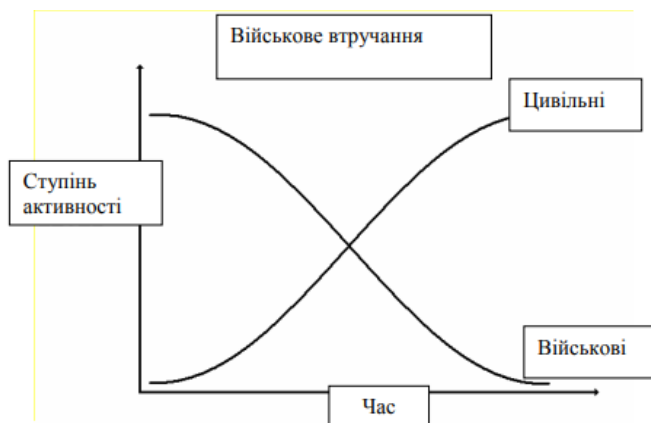 Військове втручання
Цивільні
Ступінь
активності
Військові
Час